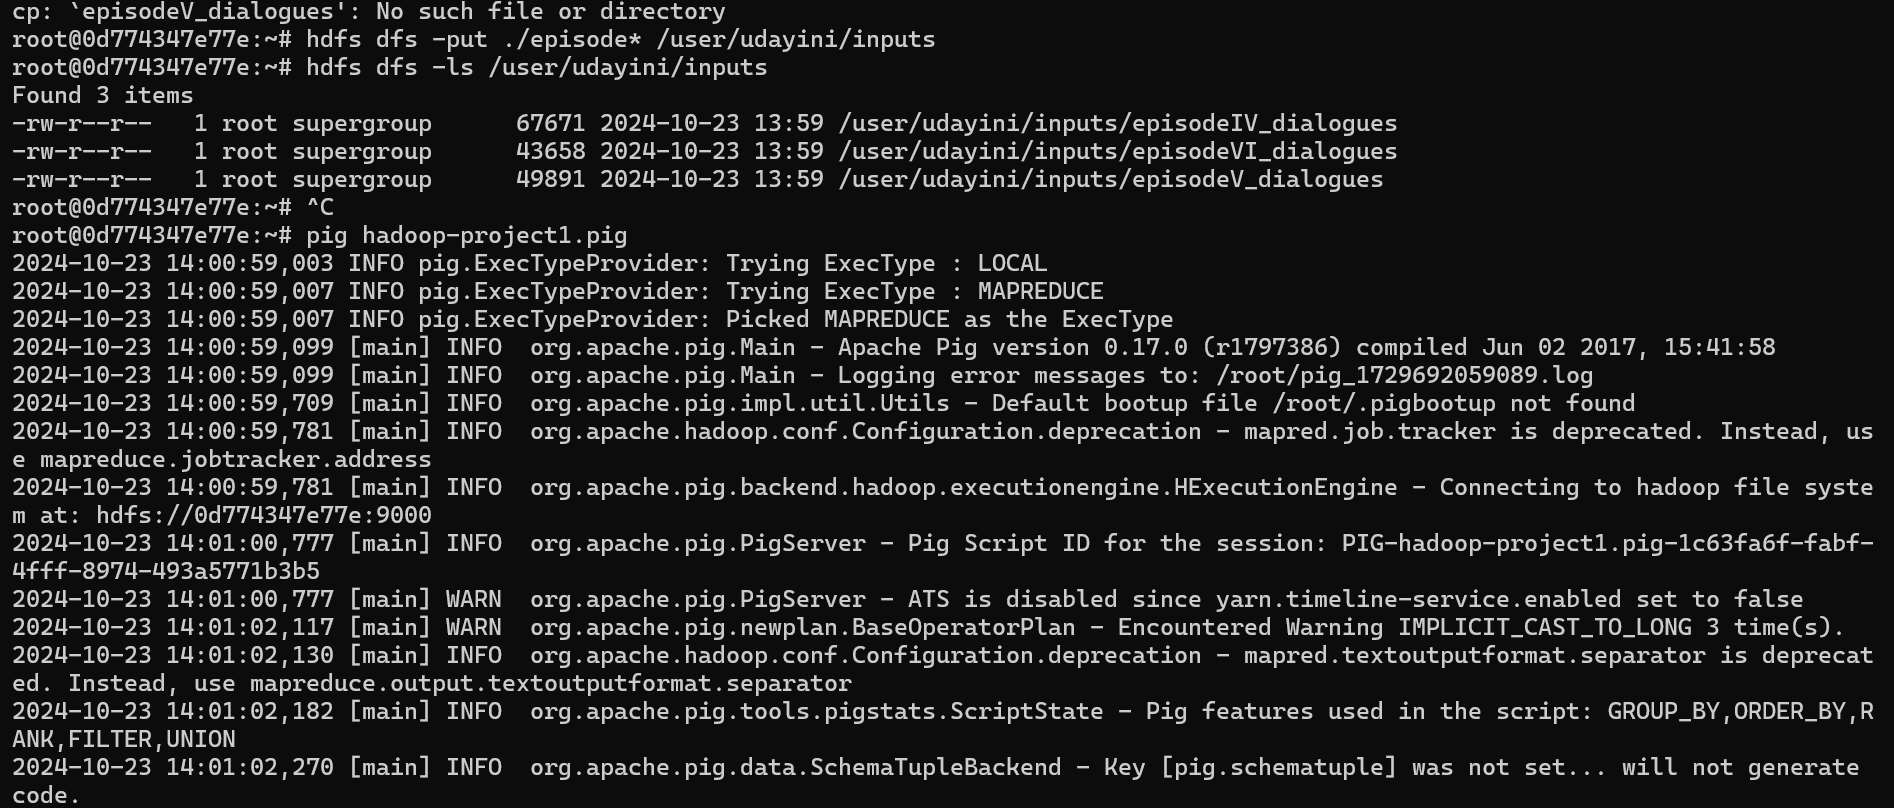 cp: `episodeV_dialogues': No such file or directory
root@0d774347e77e:~# hdfs dfs -put ./episode* /user/udayini/inputs
root@0d774347e77e:~# hdfs dfs -ls /user/udayini/inputs
Found 3 items
-rw-r--r--   1 root supergroup      67671 2024-10-23 13:59 /user/udayini/inputs/episodeIV_dialogues
-rw-r--r--   1 root supergroup      43658 2024-10-23 13:59 /user/udayini/inputs/episodeVI_dialogues
-rw-r--r--   1 root supergroup      49891 2024-10-23 13:59 /user/udayini/inputs/episodeV_dialogues
root@0d774347e77e:~# ^C
root@0d774347e77e:~# pig hadoop-project1.pig
2024-10-23 14:00:59,003 INFO pig.ExecTypeProvider: Trying ExecType : LOCAL
2024-10-23 14:00:59,007 INFO pig.ExecTypeProvider: Trying ExecType : MAPREDUCE
2024-10-23 14:00:59,007 INFO pig.ExecTypeProvider: Picked MAPREDUCE as the ExecType
2024-10-23 14:00:59,099 [main] INFO  org.apache.pig.Main - Apache Pig version 0.17.0 (r1797386) compiled Jun 02 2017, 15:41:58
2024-10-23 14:00:59,099 [main] INFO  org.apache.pig.Main - Logging error messages to: /root/pig_1729692059089.log
2024-10-23 14:00:59,709 [main] INFO  org.apache.pig.impl.util.Utils - Default bootup file /root/.pigbootup not found
2024-10-23 14:00:59,781 [main] INFO  org.apache.hadoop.conf.Configuration.deprecation - mapred.job.tracker is deprecated. Instead, us
e mapreduce.jobtracker.address
2024-10-23 14:00:59,781 [main] INFO  org.apache.pig.backend.hadoop.executionengine.HExecutionEngine - Connecting to hadoop file syste
m at: hdfs://0d774347e77e:9000
2024-10-23 14:01:00,777 [main] INFO  org.apache.pig.PigServer - Pig Script ID for the session: PIG-hadoop-project1.pig-1c63fa6f-fabf-
4fff-8974-493a5771b3b5
2024-10-23 14:01:00,777 [main] WARN  org.apache.pig.PigServer - ATS is disabled since yarn.timeline-service.enabled set to false
2024-10-23 14:01:02,117 [main] WARN  org.apache.pig.newplan.BaseOperatorPlan - Encountered Warning IMPLICIT_CAST_TO_LONG 3 time(s).
2024-10-23 14:01:02,130 [main] INFO  org.apache.hadoop.conf.Configuration.deprecation - mapred.textoutputformat.separator is deprecat
ed. Instead, use mapreduce.output.textoutputformat.separator
2024-10-23 14:01:02,182 [main] INFO  org.apache.pig.tools.pigstats.ScriptState - Pig features used in the script: GROUP_BY,ORDER_BY,R
ANK,FILTER,UNION
2024-10-23 14:01:02,270 [main] INFO  org.apache.pig.data.SchemaTupleBackend - Key [pig.schematuple] was not set... will not generate
code.